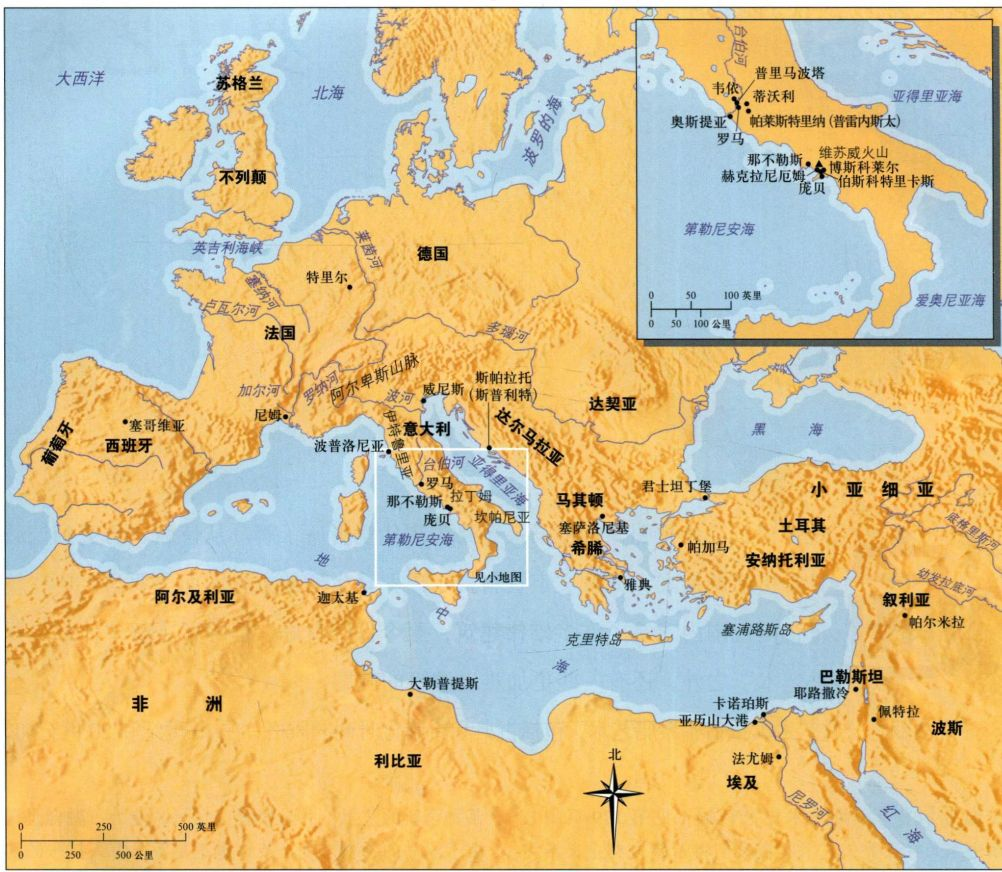 大西洋
苏格兰
北海
波罗的海
不列颠
英吉利海峡
莱茵河
德国
特里尔
塞纳河
卢瓦尔河
法国
多瑙河
加尔河
罗纳河
阿尔卑斯山脉
波河
威尼斯
斯帕拉托
(斯普利特)
达契亚
尼姆
塞哥维亚
葡萄牙
西班牙
意大利
伊特鲁里亚
达尔马拉亚
黑海
波普洛尼亚
台伯河
亚得里亚海
罗马
那不勒斯
拉丁姆
庞贝
坎帕尼亚
第勒尼安海
见小地图
马其顿
塞萨洛尼基
希腊
雅典
君士坦丁堡
小亚细亚
土耳其
帕加马
安纳托利亚
底格里斯河
幼发拉底河
叙利亚
帕尔米拉
地中海
阿尔及利亚
迦太基
克里特岛
塞浦路斯岛
巴勒斯坦
耶路撒冷
大勒普提斯
卡诺珀斯
亚历山大港
佩特拉
波斯
非洲
利比亚
法尤姆
埃及
尼罗河
红海
北
0 250 500 英里
0 250 500 公里
台伯河
普里马波塔
韦依
蒂沃利
亚得里亚海
奥斯提亚
帕莱斯特里纳(普雷内斯太)
罗马
那不勒斯
维苏威火山
博斯科莱尔
赫克拉尼厄姆
伯斯科特里卡斯
庞贝
第勒尼安海
爱奥尼亚海
0 100 英里
0 50 100 公里